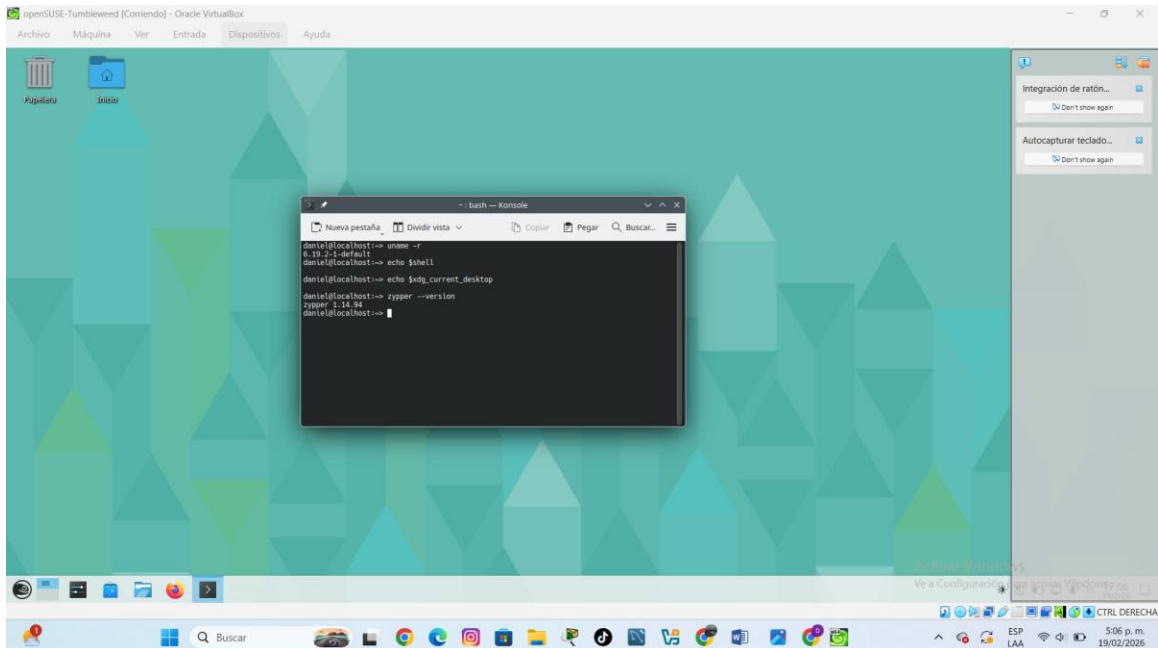 openSUSE-Tumbleweed [Corriendo] - Oracle VirtualBox
Archivo Máquina Ver Entrada Dispositivos Ayuda
Papelera Inicio
Integración de ratón...
Don't show again
Autocapturar teclado...
Don't show again
~ : bash — Konsole
Nueva pestaña Dividir vista Copiar Pegar Buscar...
daniel@localhost:~> uname -r
6.19.2-1-default
daniel@localhost:~> echo $shell
daniel@localhost:~> echo $xdg_current_desktop
daniel@localhost:~> zypper --version
zypper 1.14.94
daniel@localhost:~>
Activar Windows
Ve a Configuración para activar Windows.
CTRL DERECHA
Buscar
ESP
LAA
5:06 p. m.
19/02/2026